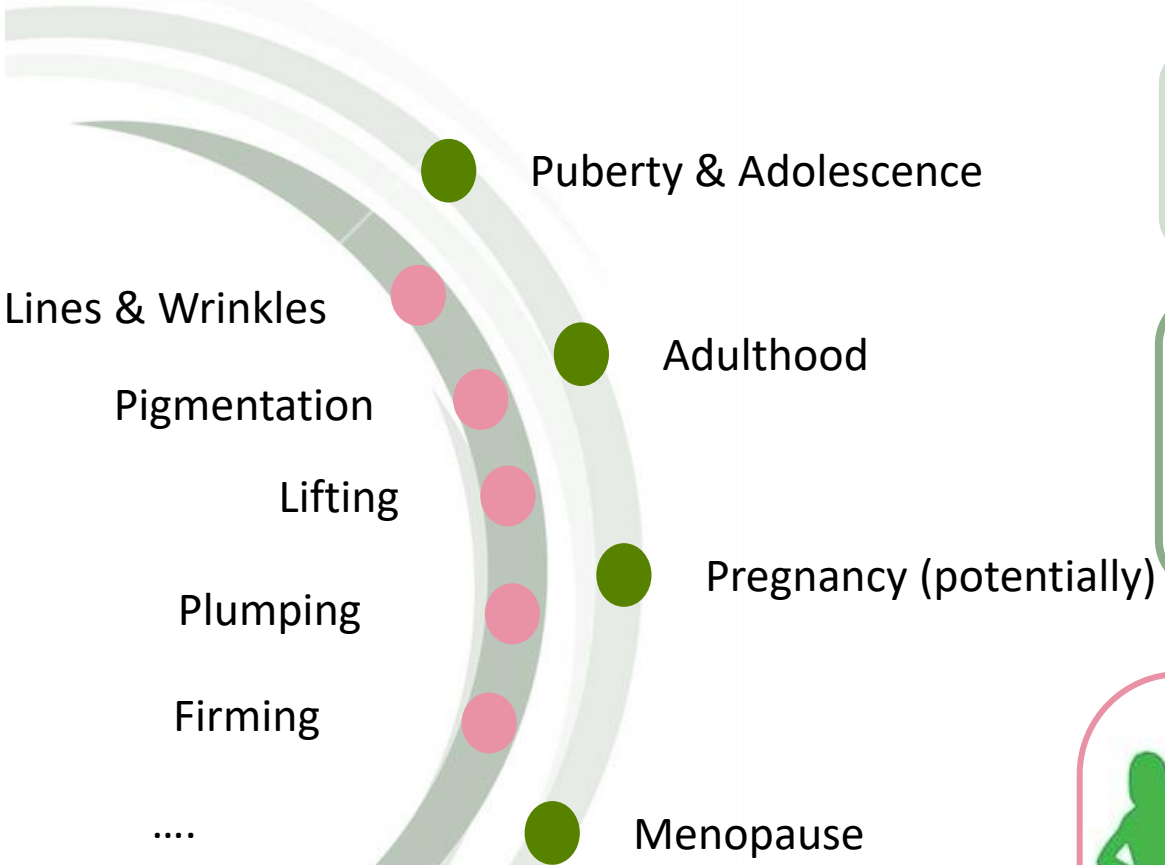 Puberty & Adolescence
Lines & Wrinkles
Adulthood
Pigmentation
Lifting
Pregnancy (potentially)
Plumping
Firming
....
Menopause